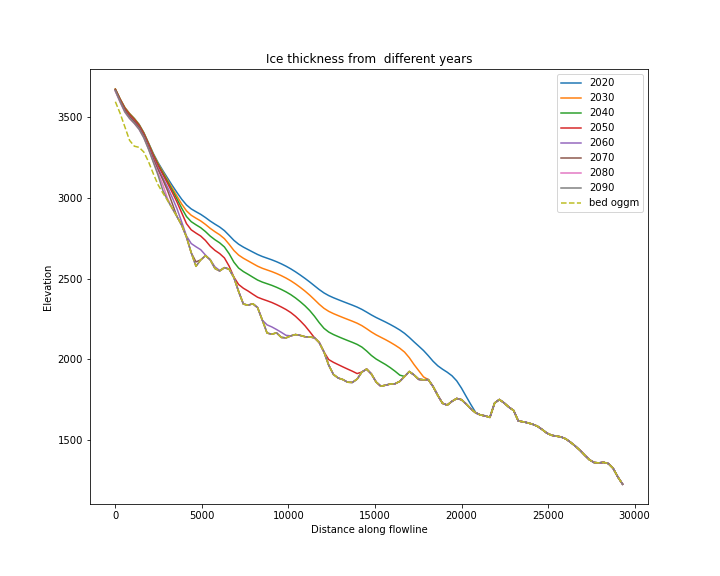 Ice thickness from  different years
2020
2030
2040
2050
2060
2070
2080
2090
bed oggm
Elevation
3500
3000
2500
2000
1500
0 5000 10000 15000 20000 25000 30000
Distance along flowline